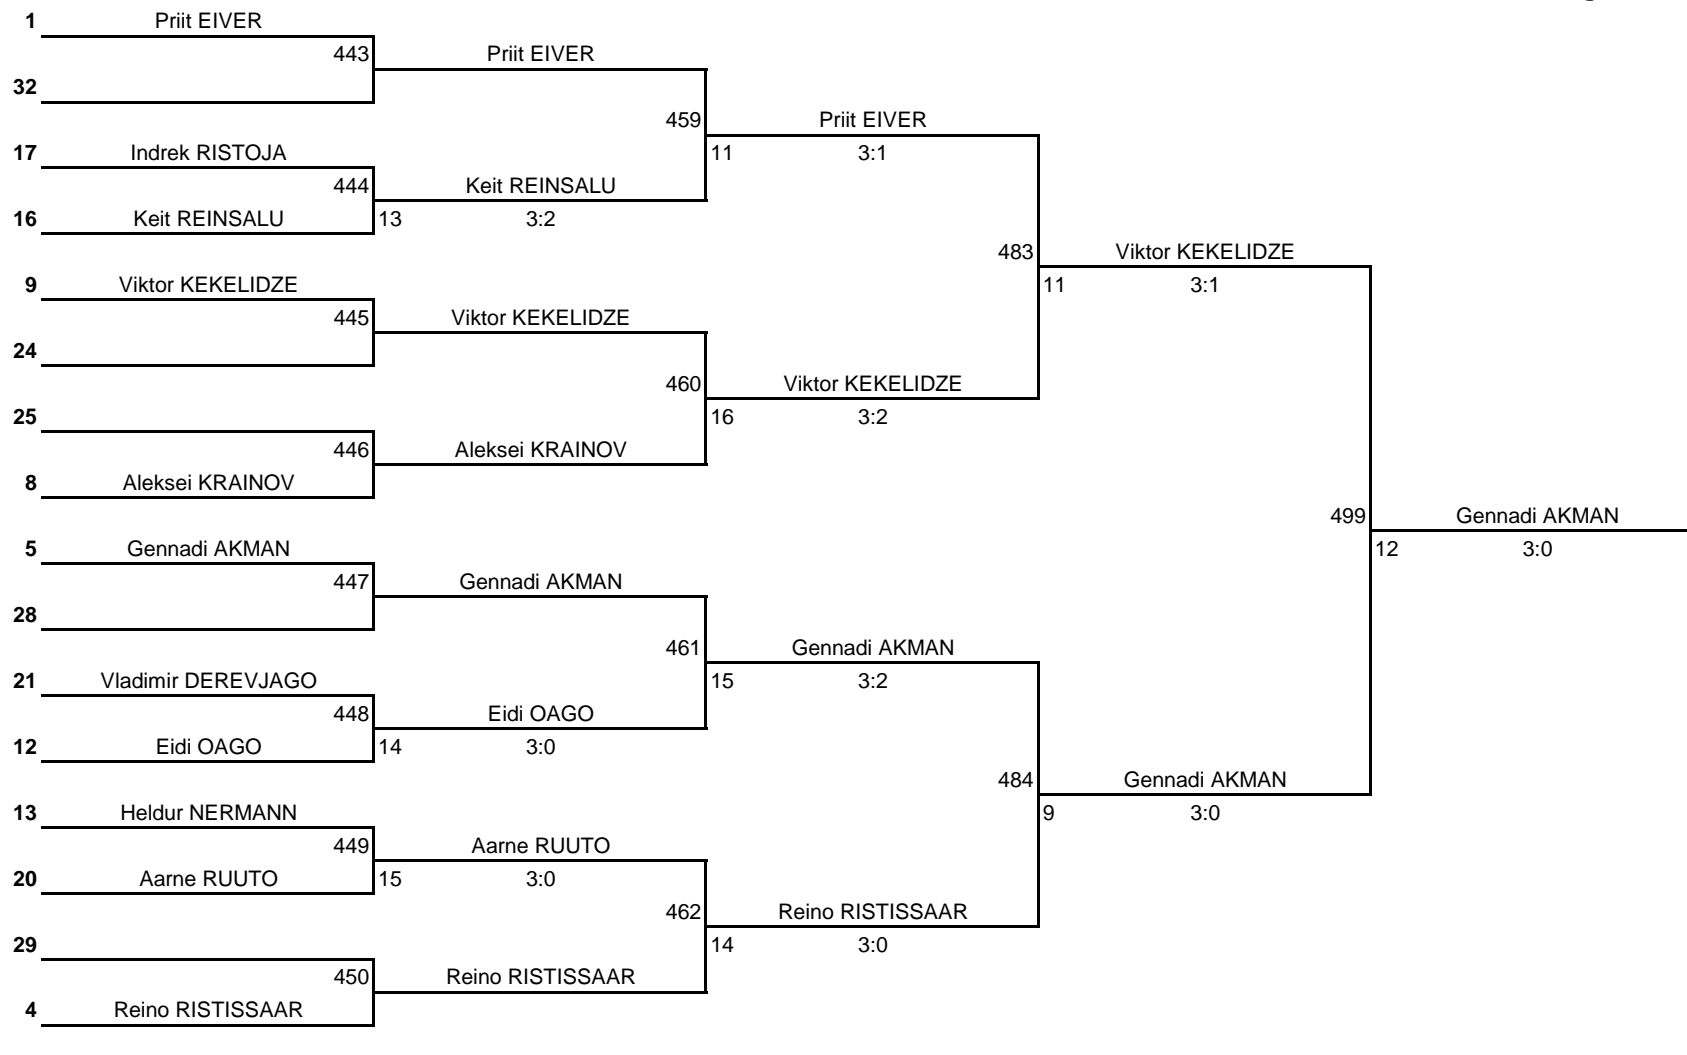 1 Priit EIVER
443 Priit EIVER
32
459 Priit EIVER
17 Indrek RISTOJA 11 3:1
444 Keit REINSALU
16 Keit REINSALU 13 3:2
483 Viktor KEKELIDZE
9 Viktor KEKELIDZE 11 3:1
445 Viktor KEKELIDZE
24
460 Viktor KEKELIDZE
25 16 3:2
446 Aleksei KRAINOV
8 Aleksei KRAINOV
499 Gennadi AKMAN
5 Gennadi AKMAN 12 3:0
447 Gennadi AKMAN
28
461 Gennadi AKMAN
21 Vladimir DEREVJAGO 15 3:2
448 Eidi OAGO
12 Eidi OAGO 14 3:0
484 Gennadi AKMAN
13 Heldur NERMANN 9 3:0
449 Aarne RUUTO
20 Aarne RUUTO 15 3:0
462 Reino RISTISSAAR
29 14 3:0
450 Reino RISTISSAAR
4 Reino RISTISSAAR